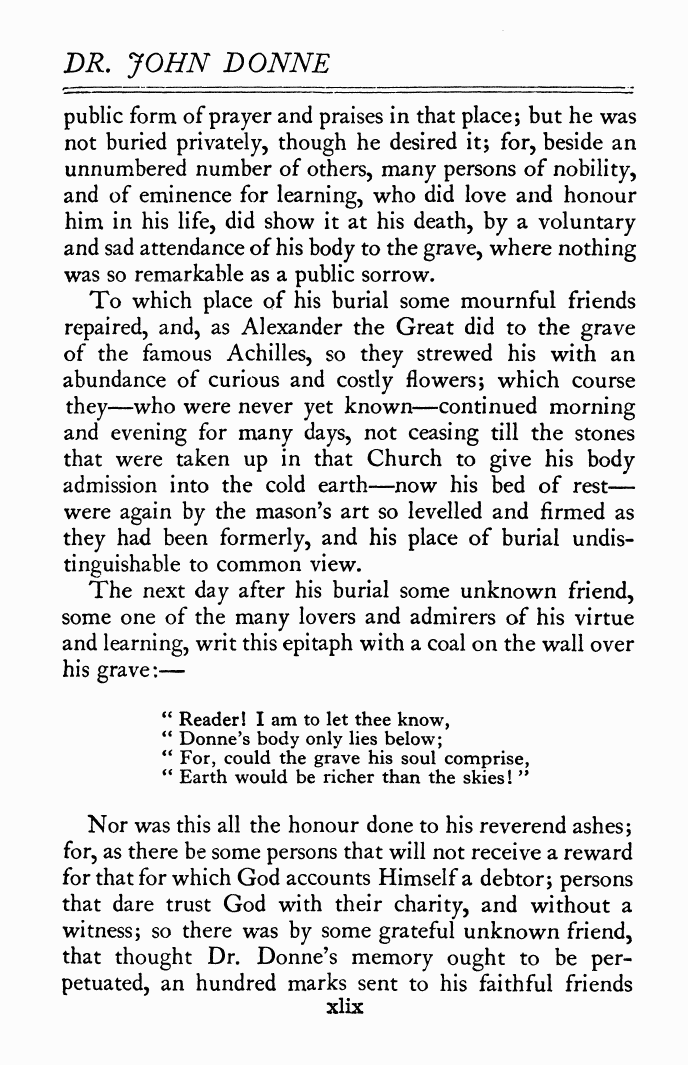 DR. JOHN DONNE
public form of prayer and praises in that place; but he was
not buried privately, though he desired it; for, beside an
unnumbered number of others, many persons of nobility,
and of eminence for learning, who did love and honour
him in his life, did show it at his death, by a voluntary
and sad attendance of his body to the grave, where nothing
was so remarkable as a public sorrow.
To which place of his burial some mournful friends
repaired, and, as Alexander the Great did to the grave
of the famous Achilles, so they strewed his with an
abundance of curious and costly flowers; which course
they—who were never yet known—continued morning
and evening for many days, not ceasing till the stones
that were taken up in that Church to give his body
admission into the cold earth—now his bed of rest—
were again by the mason's art so levelled and firmed as
they had been formerly, and his place of burial undis-
tinguishable to common view.
The next day after his burial some unknown friend,
some one of the many lovers and admirers of his virtue
and learning, writ this epitaph with a coal on the wall over
his grave:—
“ Reader! I am to let thee know,
“ Donne's body only lies below;
“ For, could the grave his soul comprise,
“ Earth would be richer than the skies! ”
Nor was this all the honour done to his reverend ashes;
for, as there be some persons that will not receive a reward
for that for which God accounts Himself a debtor; persons
that dare trust God with their charity, and without a
witness; so there was by some grateful unknown friend,
that thought Dr. Donne's memory ought to be per-
petuated, an hundred marks sent to his faithful friends
xlix